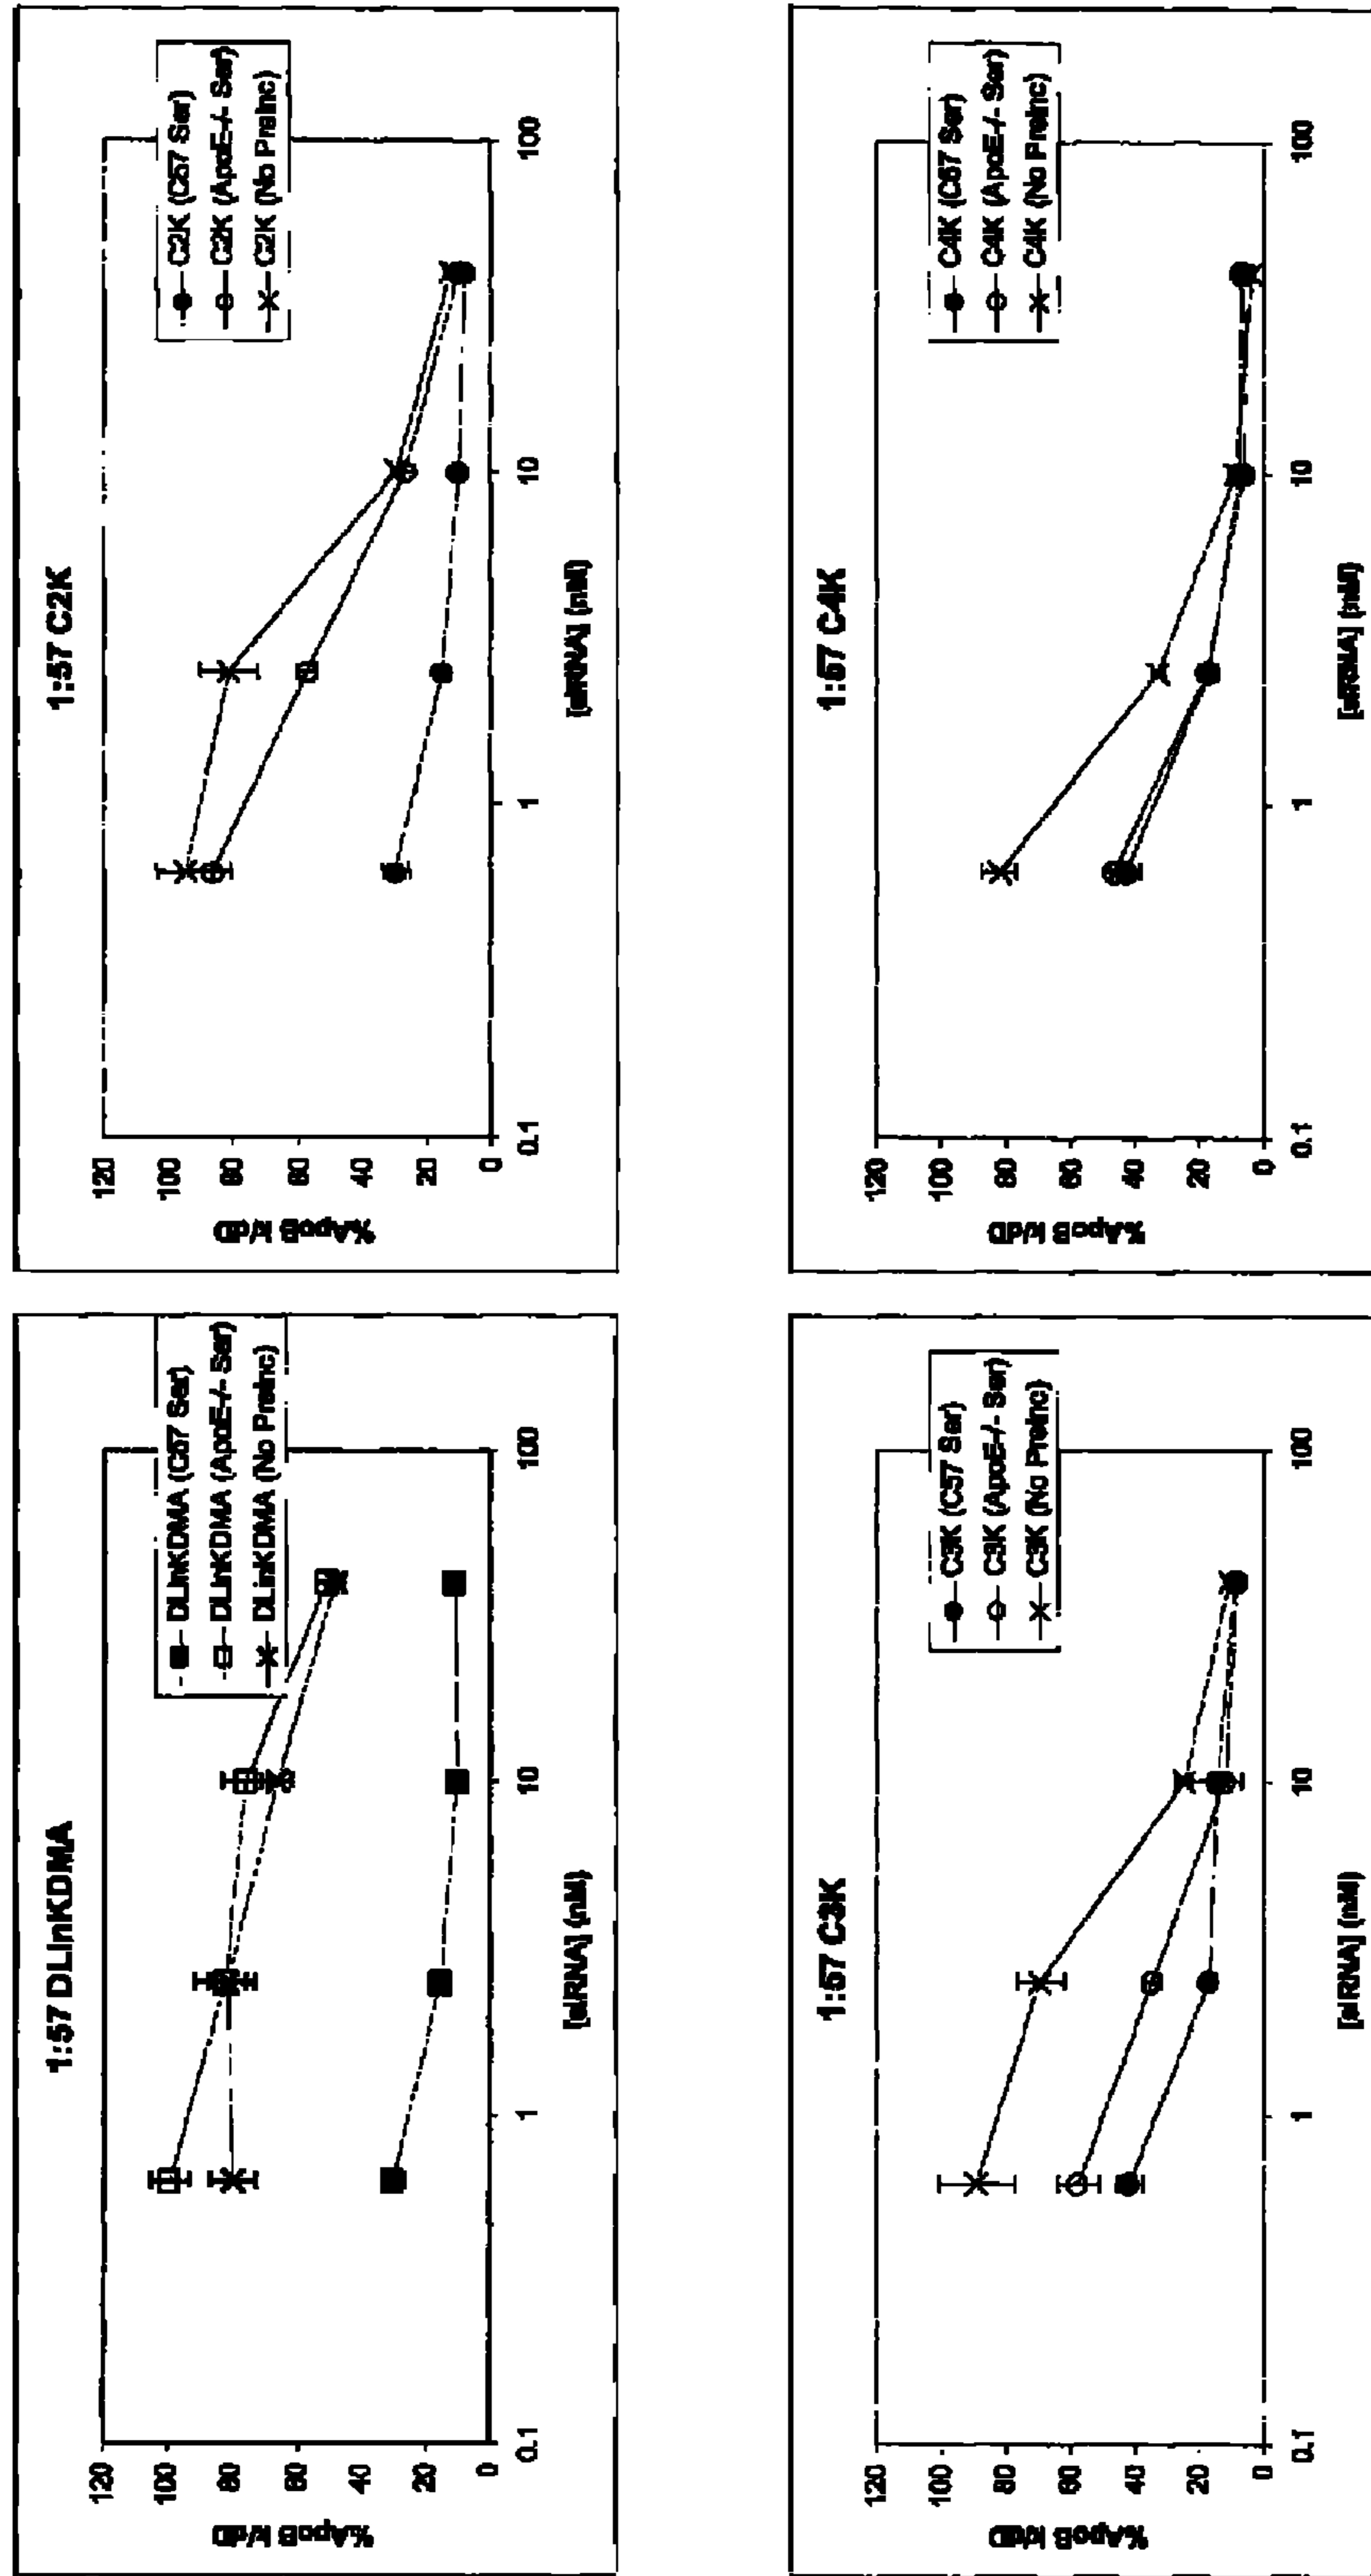 1:57 DLinKDMA
%ApoB k/dD
120
100
80
60
40
20
0
0.1
1
10
100
[siRNA] (nM)
DLinKDMA (C57 Ser)
DLinKDMA (ApoE-/- Ser)
DLinKDMA (No PreInc)
1:57 C2K
%ApoB k/dD
120
100
80
60
40
20
0
0.1
1
10
100
[siRNA] (nM)
C2K (C57 Ser)
C2K (ApoE-/- Ser)
C2K (No PreInc)
1:57 C3K
%ApoB k/dD
120
100
80
60
40
20
0
0.1
1
10
100
[siRNA] (nM)
C3K (C57 Ser)
C3K (ApoE-/- Ser)
C3K (No PreInc)
1:57 C4K
%ApoB k/dD
120
100
80
60
40
20
0
0.1
1
10
100
[siRNA] (nM)
C4K (C57 Ser)
C4K (ApoE-/- Ser)
C4K (No PreInc)